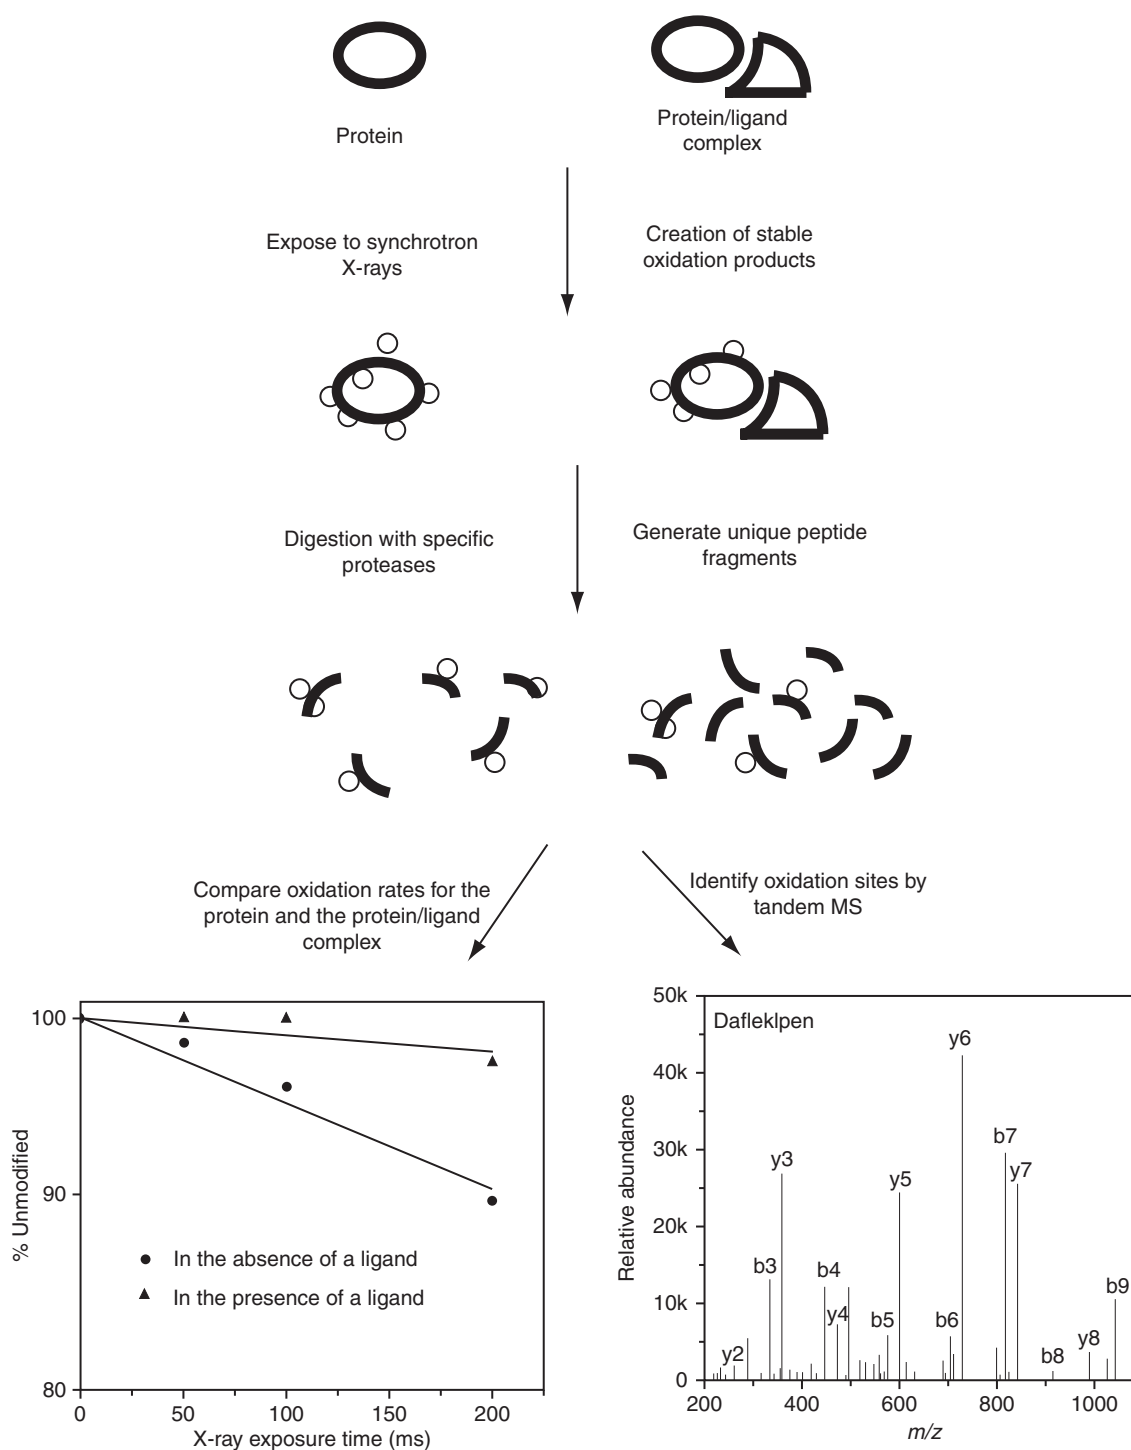 Protein
Protein/ligand
complex
Expose to synchrotron
X-rays
Creation of stable
oxidation products
Digestion with specific
proteases
Generate unique peptide
fragments
Compare oxidation rates for the
protein and the protein/ligand
complex
Identify oxidation sites by
tandem MS
% Unmodified
100
90
80
In the absence of a ligand
In the presence of a ligand
0
50
100
150
200
X-ray exposure time (ms)
Relative abundance
50k
40k
30k
20k
10k
0
Dafleklpen
y2
b3
y3
b4
y4
b5
y5
b6
y6
b7
y7
b8
y8
b9
200
400
600
800
1000
m/z